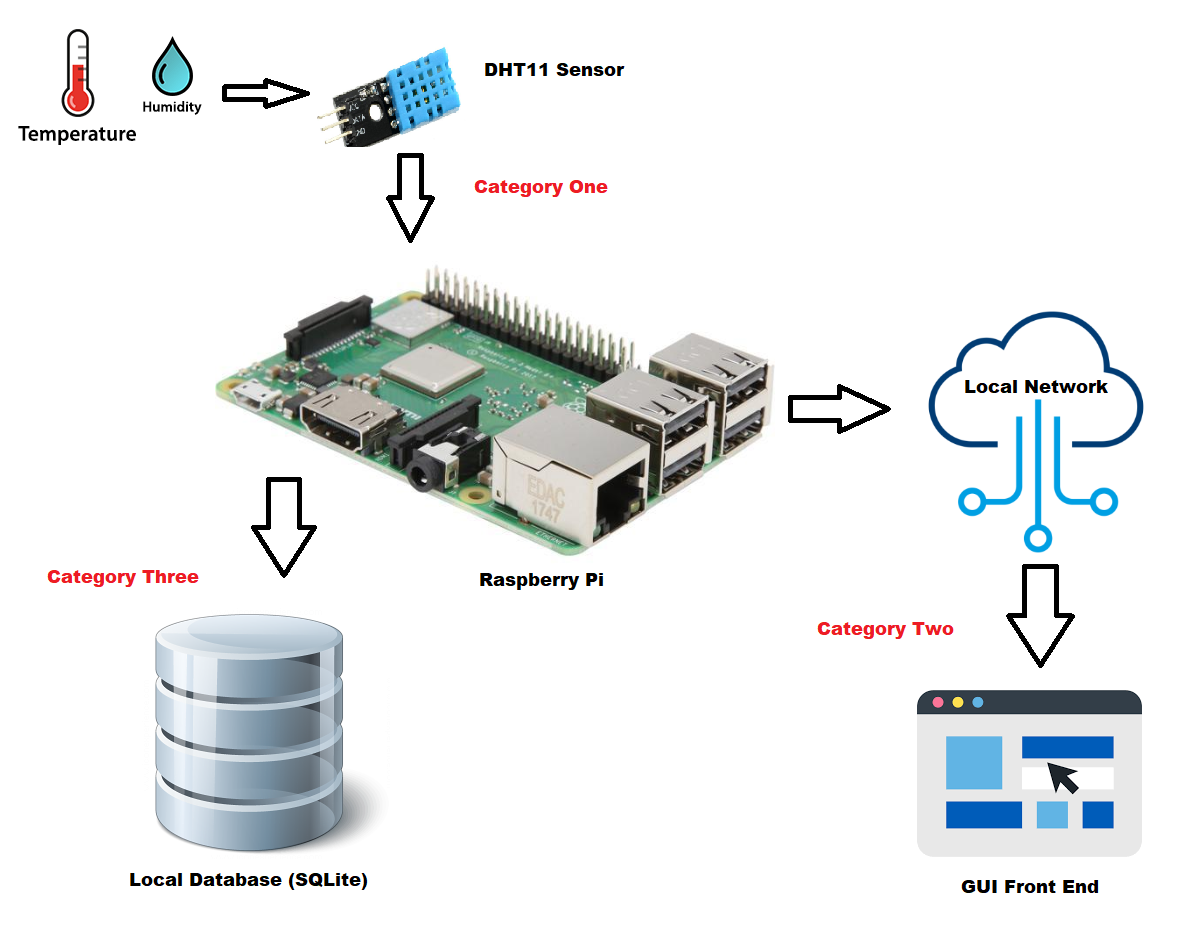 DHT11 Sensor
Humidity
Temperature
Category One
Local Network
EDAC
1747
ETHERNET
Category Three
Raspberry Pi
Category Two
Local Database (SQLite)
GUI Front End